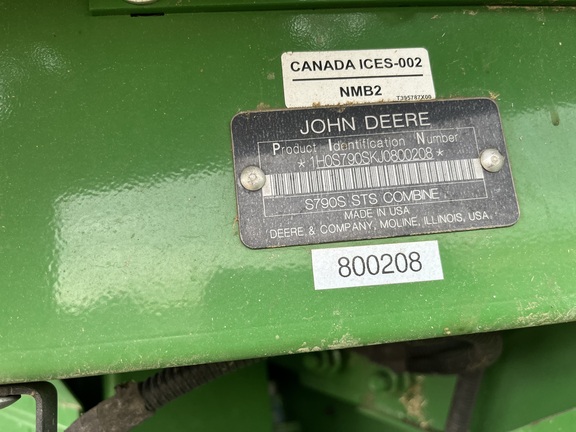 CANADA ICES-002
NMB2
T395787X00
JOHN DEERE
Product Identification Number
*1H0S790SKJ0800208*
S790S STS COMBINE
MADE IN USA
DEERE & COMPANY, MOLINE, ILLINOIS, USA
800208